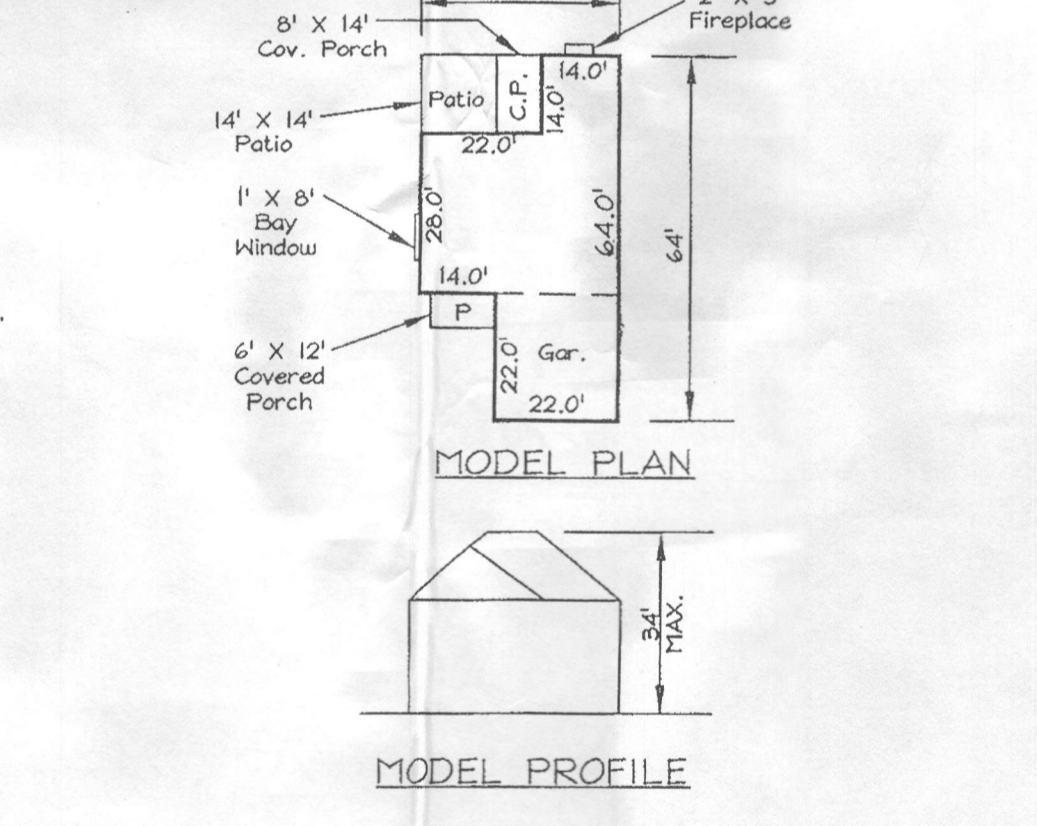 8' X 14'
Cov. Porch
Fireplace
14.0'
C.P.
14.0'
Patio
14' X 14'
Patio
22.0'
1' X 8'
Bay
Window
28.0'
64.0'
64'
14.0'
P
6' X 12'
Covered
Porch
22.0'
Gar.
22.0'
MODEL PLAN
34'
MAX.
MODEL PROFILE